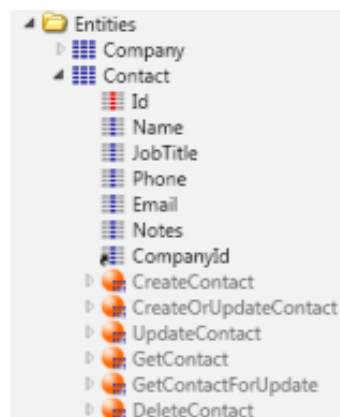 Entities
Company
Contact
Id
Name
JobTitle
Phone
Email
Notes
CompanyId
CreateContact
CreateOrUpdateContact
UpdateContact
GetContact
GetContactForUpdate
DeleteContact